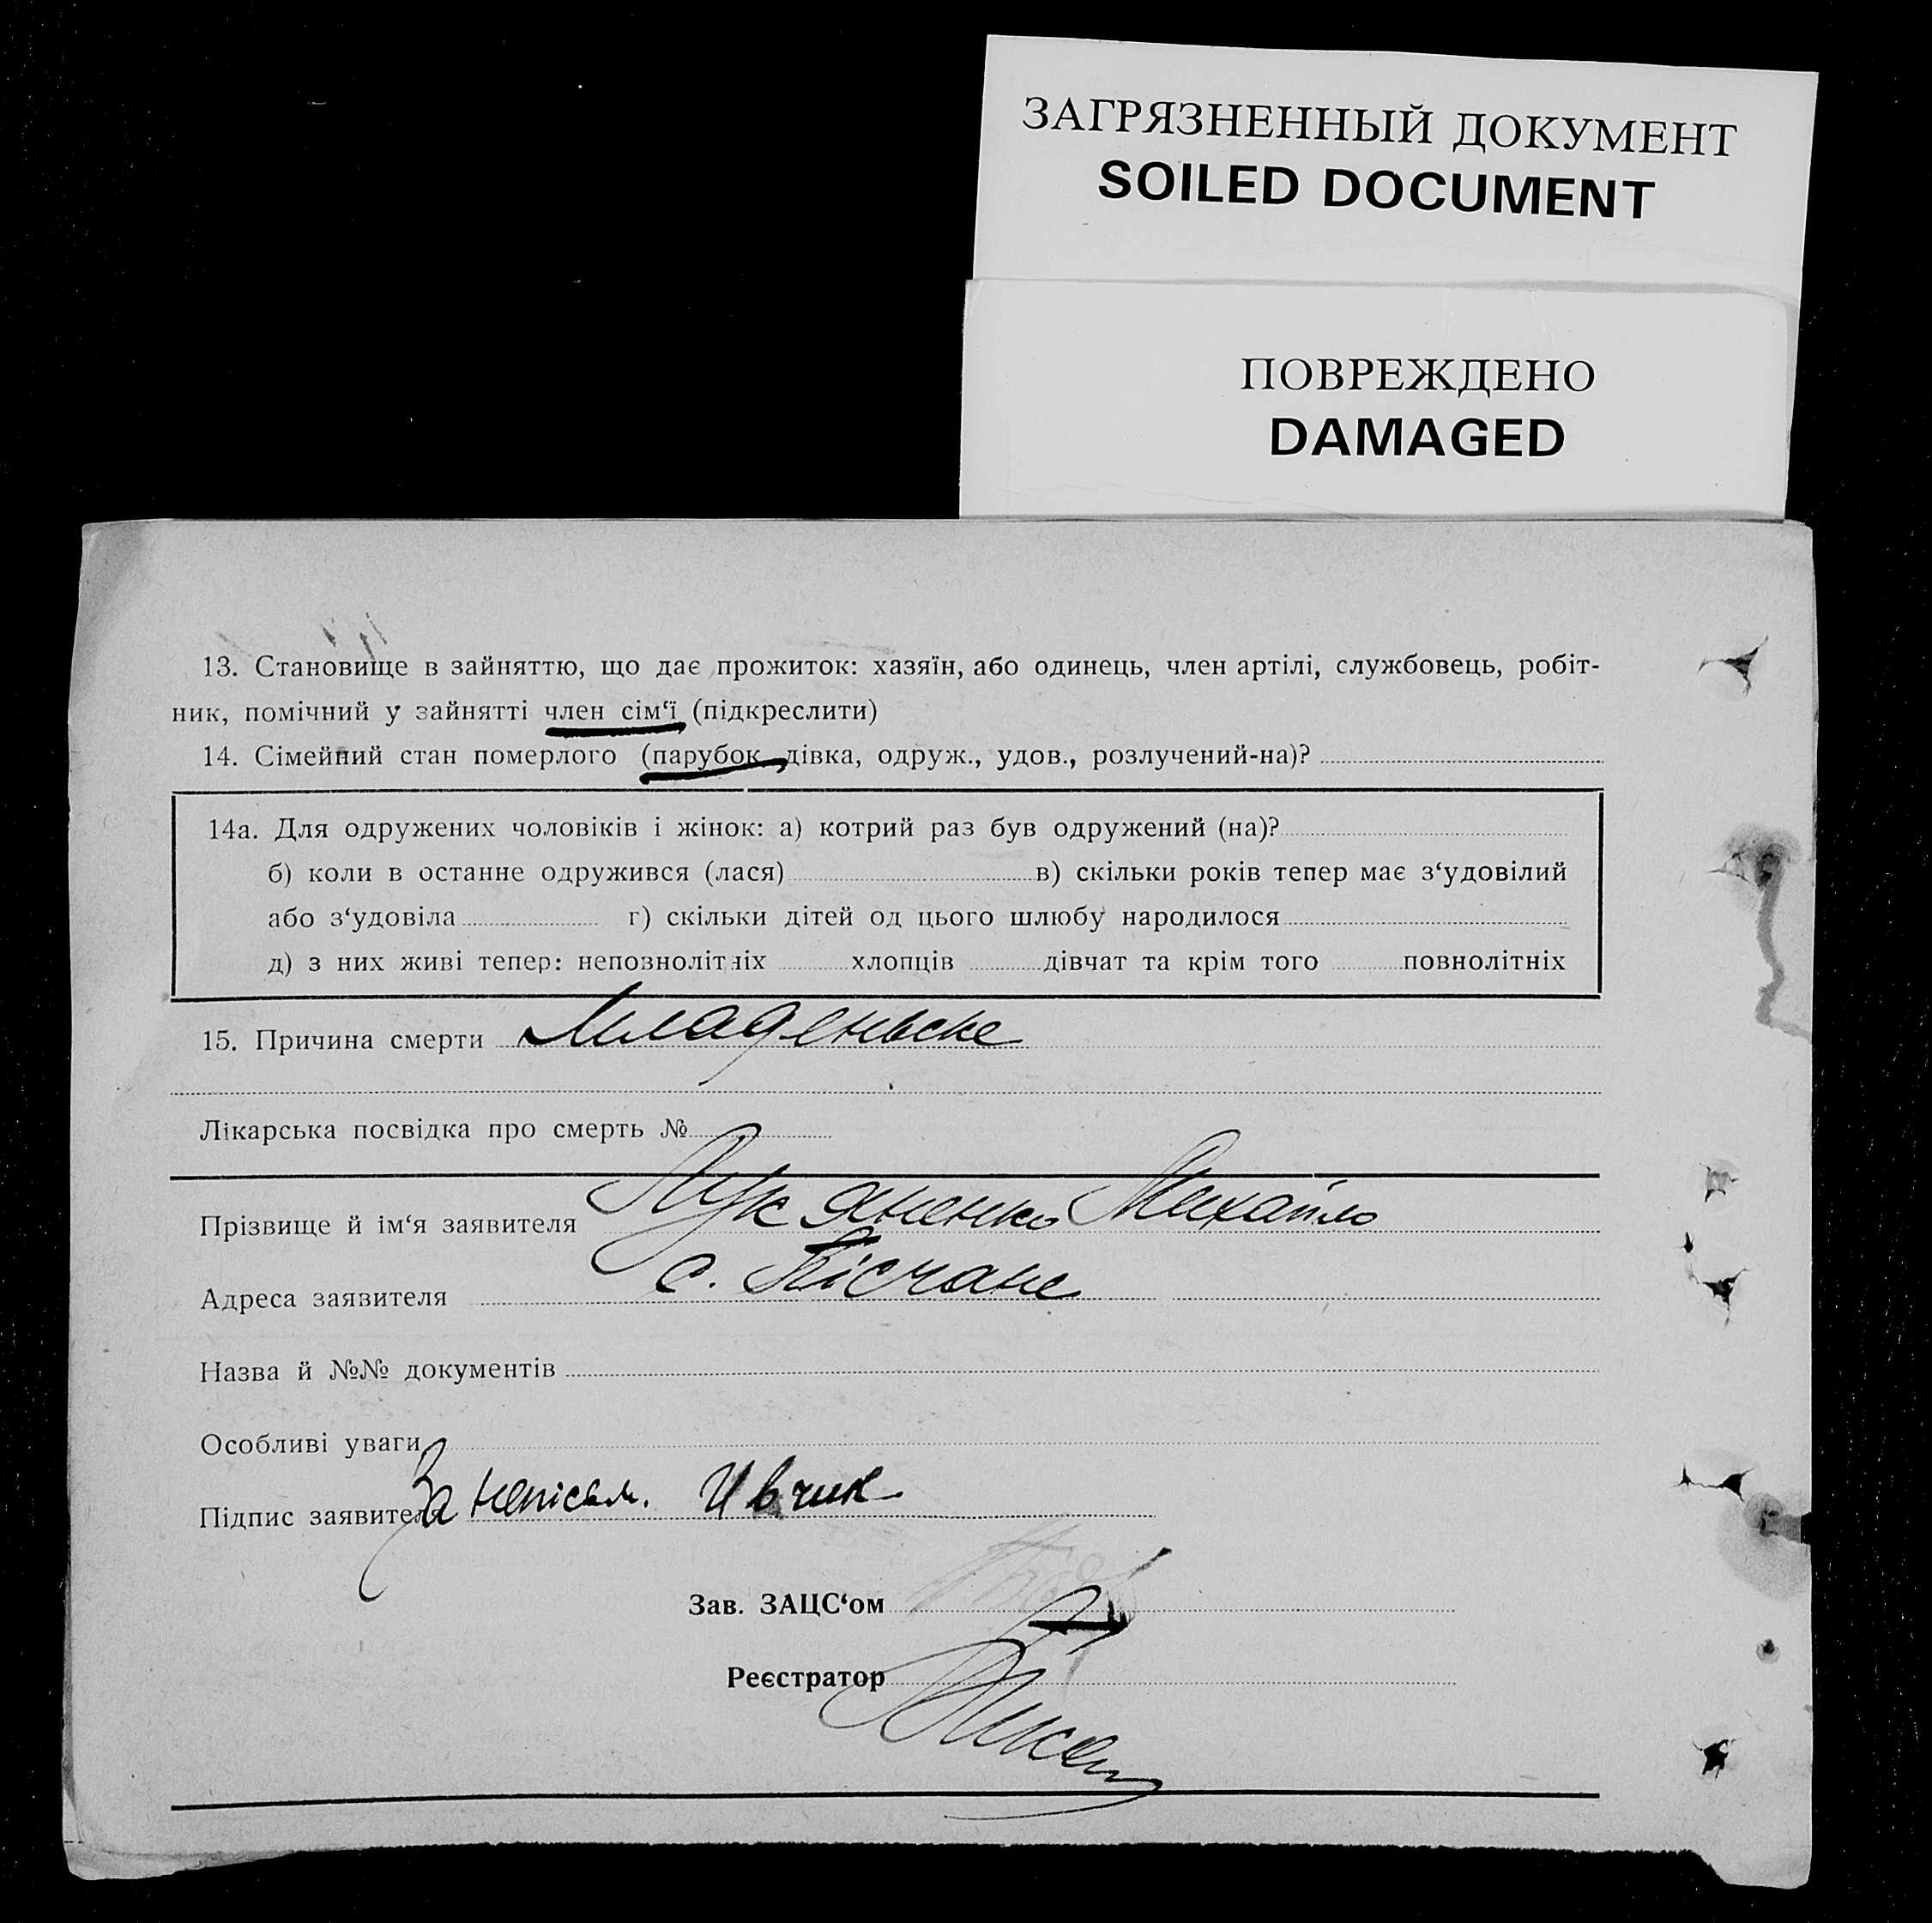 ЗАГРЯЗНЕННЫЙ ДОКУМЕНТ
SOILED DOCUMENT
ПОВРЕЖДЕНО
DAMAGED
13. Становище в зайняттю, що дає прожиток: хазяїн, або одинець, член артілі, службовець, робіт-
ник, помічний у зайнятті член сім‘ї (підкреслити)
14. Сімейний стан померлого (парубок, дівка, одруж., удов., розлучений-на)?
14а. Для одружених чоловіків і жінок: а) котрий раз був одружений (на)?
б) коли в останне одружився (лася) в) скільки років тепер має з‘удовілий
або з‘удовіла г) скільки дітей од цього шлюбу народилося
д) з них живі тепер: неповнолітніх хлопців дівчат та крім того повнолітніх
15. Причина смерти Младеньске
Лікарська посвідка про смерть №
Прізвище й ім‘я заявителя Лукяненко Михайло
Адреса заявителя с. Пісчане
Назва й №№ документів
Особливі уваги
Підпис заявителя За неписьм. Ивчик
Зав. ЗАЦС‘ом
Реєстратор